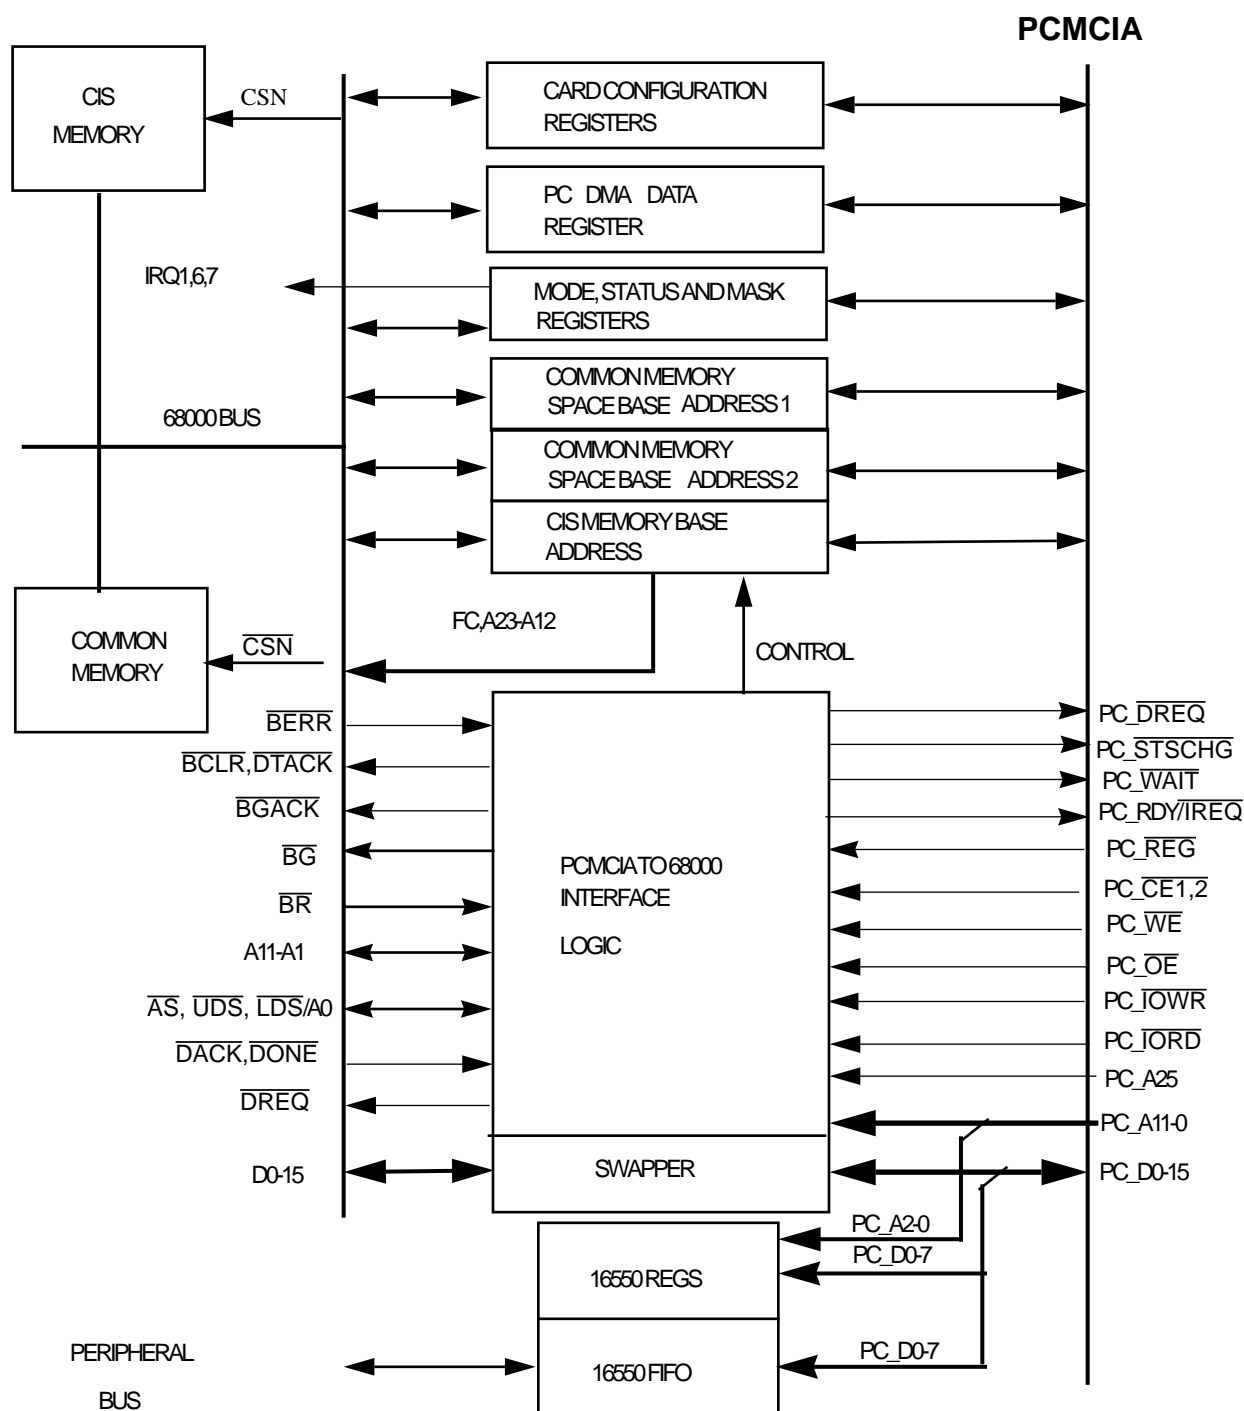 PCMCIA
CIS
MEMORY
CSN
CARD CONFIGURATION
REGISTERS
PC DMA DATA
REGISTER
IRQ1,6,7
MODE, STATUS AND MASK
REGISTERS
COMMON MEMORY
SPACE BASE ADDRESS 1
68000 BUS
COMMON MEMORY
SPACE BASE ADDRESS 2
CIS MEMORY BASE
ADDRESS
FC,A23-A12
COMMON
MEMORY
CSN
CONTROL
BERR
BCLR,DTACK
BGACK
BG
BR
A11-A1
AS, UDS, LDS/A0
DACK,DONE
DREQ
D0-15
PCMCIA TO 68000
INTERFACE
LOGIC
SWAPPER
PC_DREQ
PC_STSCHG
PC_WAIT
PC_RDY/IREQ
PC_REG
PC_CE1,2
PC_WE
PC_OE
PC_IOWR
PC_IORD
PC_A25
PC_A11-0
PC_D0-15
PC_A2-0
PC_D0-7
16550 REGS
PC_D0-7
16550 FIFO
PERIPHERAL
BUS